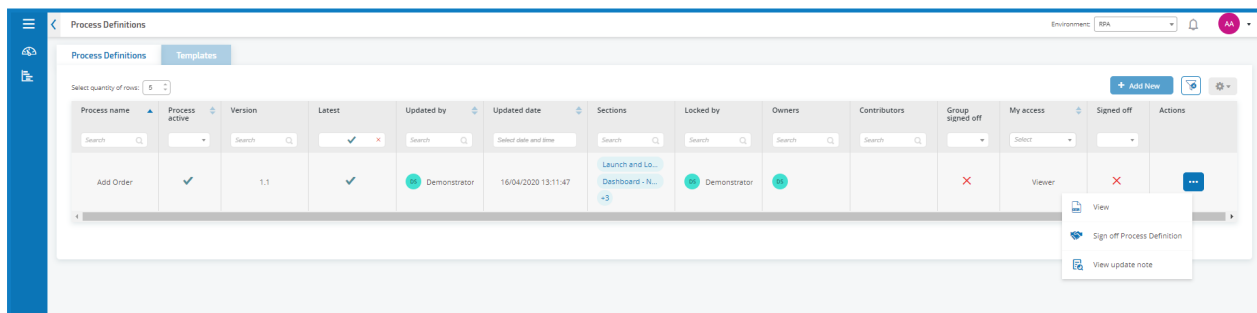 Process Definitions
Environment: RPA
AA
Process Definitions
Templates
Select quantity of rows: 5
+ Add New
Process name
Process active
Version
Latest
Updated by
Updated date
Sections
Locked by
Owners
Contributors
Group signed off
My access
Signed off
Actions
Search
Search
Search
Select date and time
Search
Search
Search
Search
Select
Add Order
1.1
DS Demonstrator
16/04/2020 13:11:47
Launch and Lo...
Dashboard - N...
+3
DS Demonstrator
DS
Viewer
View
Sign off Process Definition
View update note